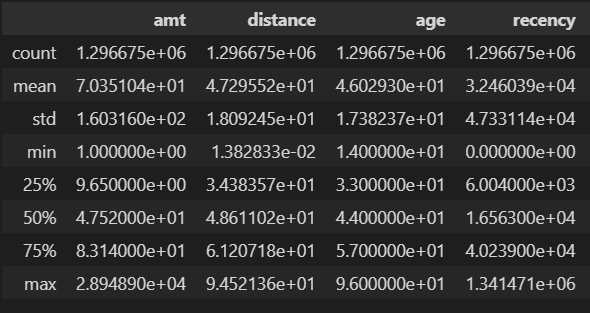 amt distance age recency
count 1.296675e+06 1.296675e+06 1.296675e+06 1.296675e+06
mean 7.035104e+01 4.729552e+01 4.602930e+01 3.246039e+04
std 1.603160e+02 1.809245e+01 1.738237e+01 4.733114e+04
min 1.000000e+00 1.382833e-02 1.400000e+01 0.000000e+00
25% 9.650000e+00 3.438357e+01 3.300000e+01 6.004000e+03
50% 4.752000e+01 4.861102e+01 4.400000e+01 1.656300e+04
75% 8.314000e+01 6.120718e+01 5.700000e+01 4.023900e+04
max 2.894890e+04 9.452136e+01 9.600000e+01 1.341471e+06